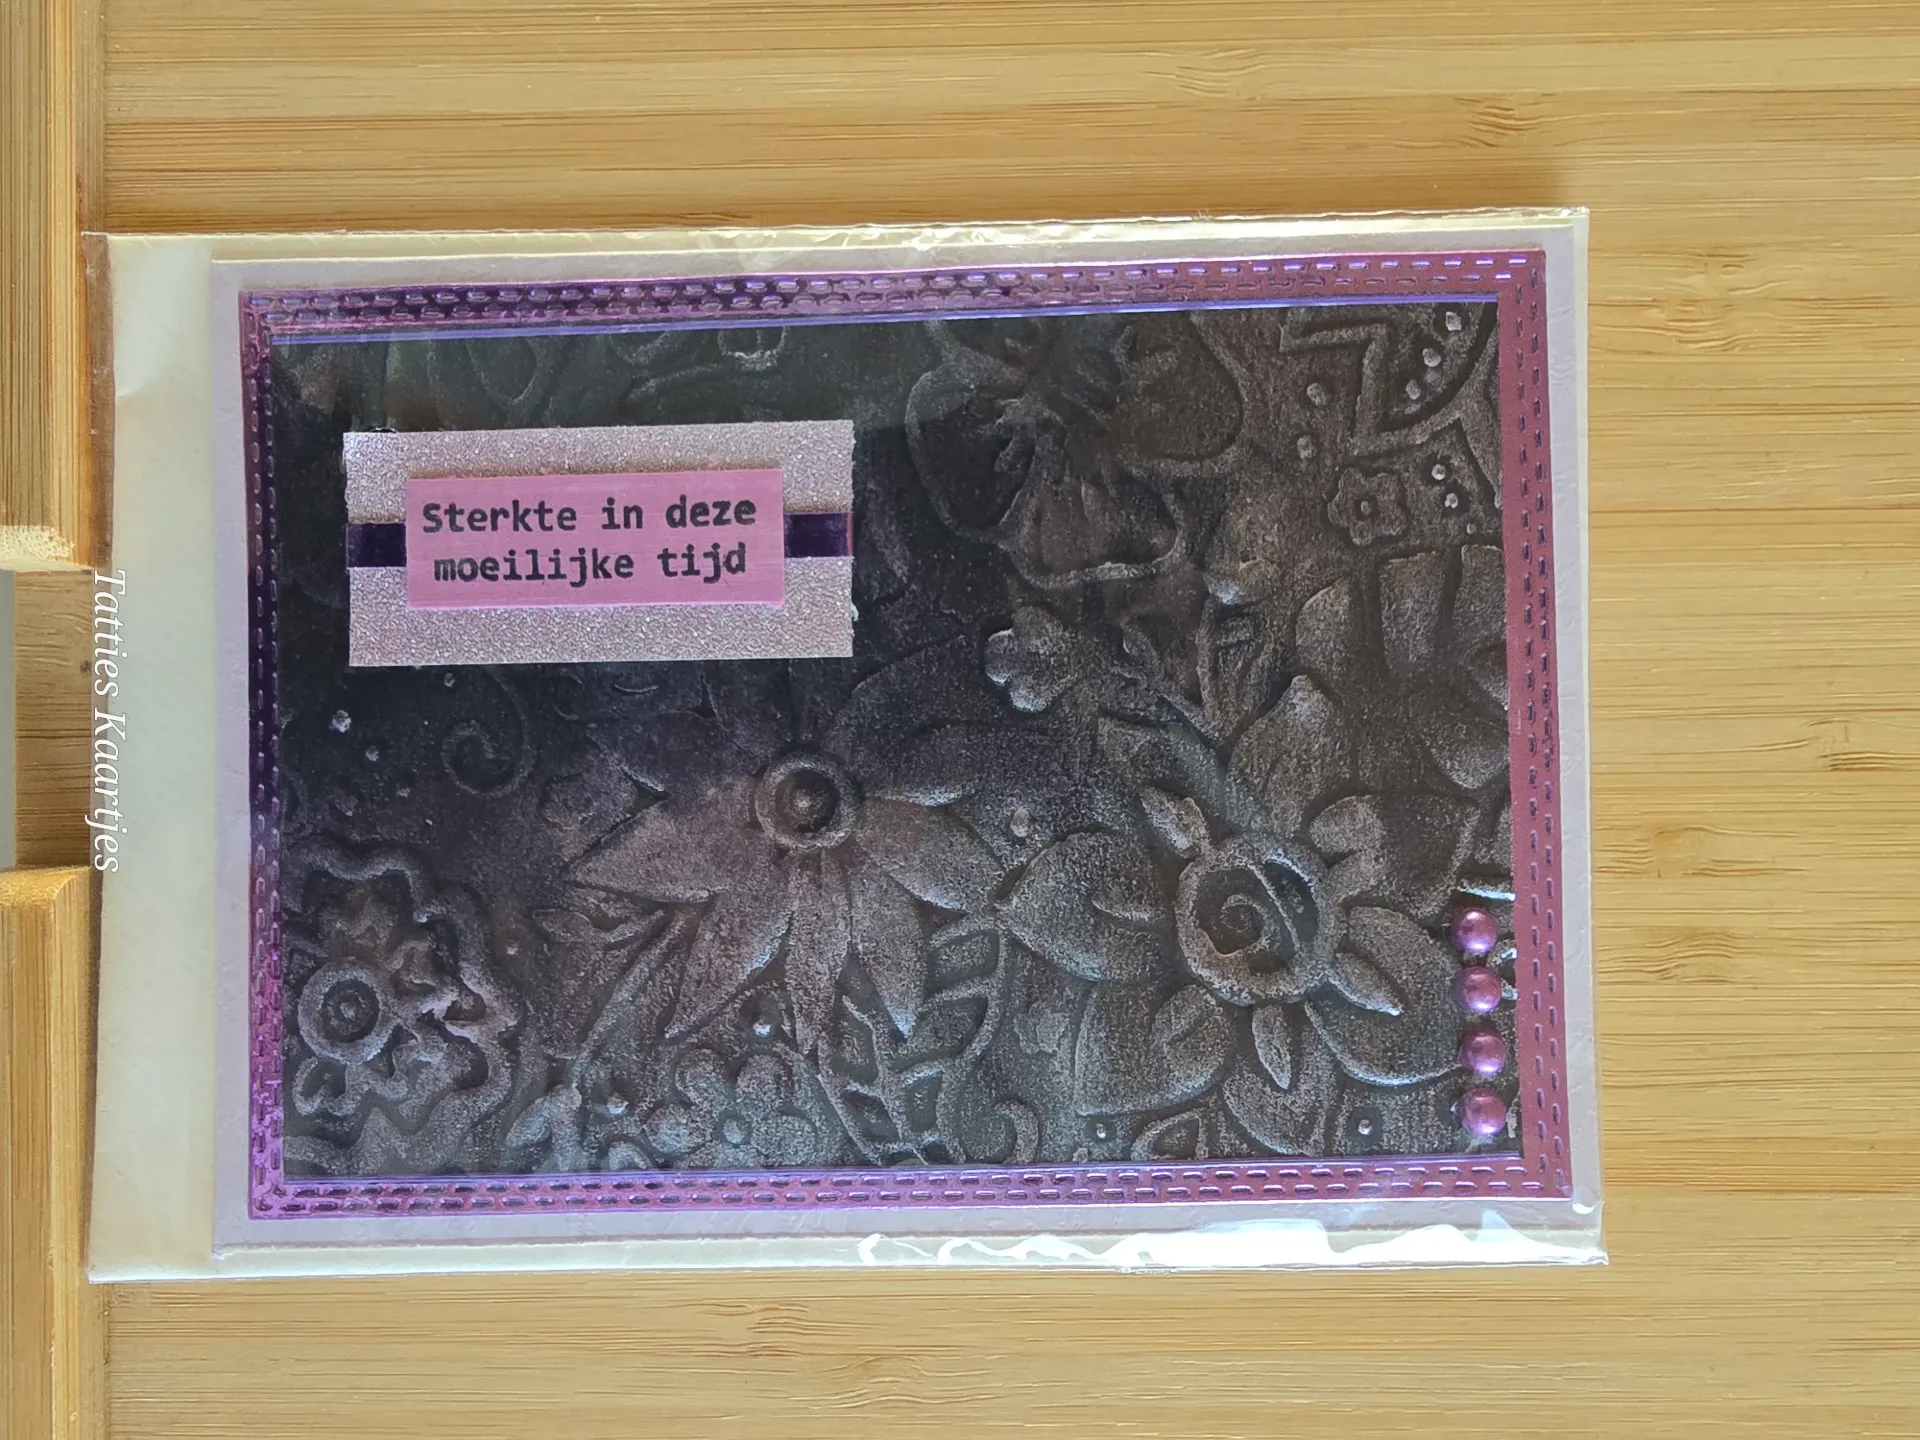 Sterkte in deze
moeilijke tijd
Tatties Kaartjes